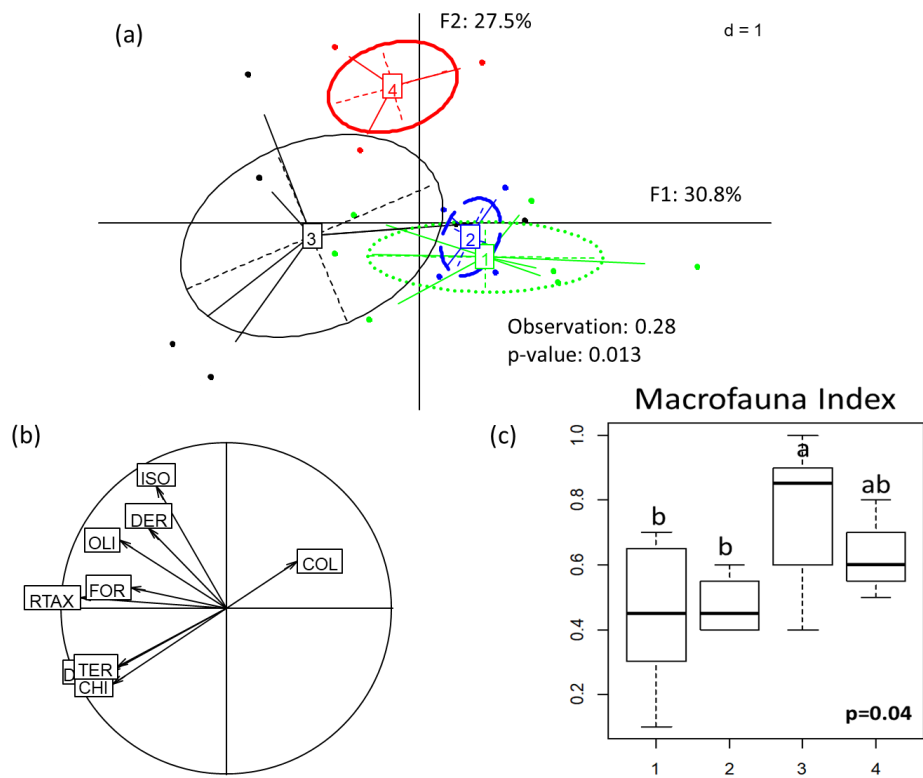 (a)
F2: 27.5%
d = 1
4
F1: 30.8%
3
2
1
Observation: 0.28
p-value: 0.013
(b)
ISO
DER
OLI
COL
FOR
RTAX
TER
D
CHI
(c)
Macrofauna Index
1.0
0.8
0.6
0.4
0.2
a
ab
b
b
p=0.04
1 2 3 4